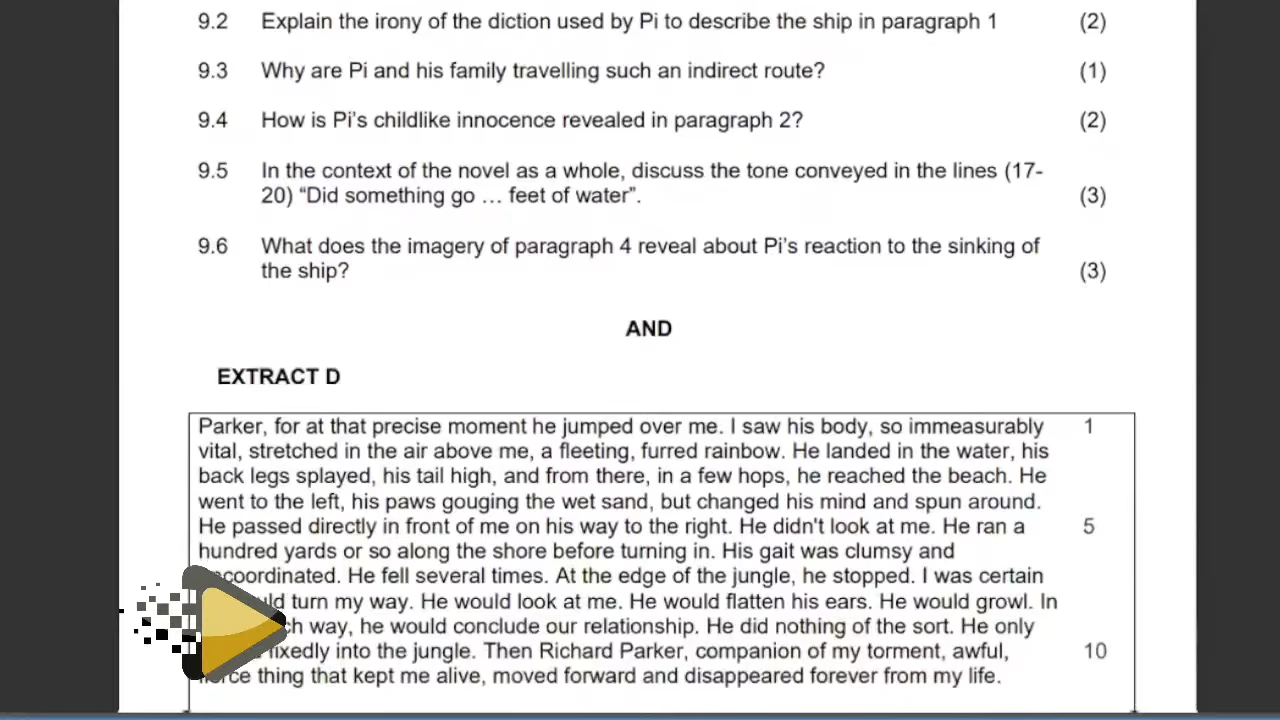 9.2 Explain the irony of the diction used by Pi to describe the ship in paragraph 1 (2)
9.3 Why are Pi and his family travelling such an indirect route? (1)
9.4 How is Pi's childlike innocence revealed in paragraph 2? (2)
9.5 In the context of the novel as a whole, discuss the tone conveyed in the lines (17-
20) “Did something go … feet of water”. (3)
9.6 What does the imagery of paragraph 4 reveal about Pi's reaction to the sinking of
the ship? (3)
AND
EXTRACT D
Parker, for at that precise moment he jumped over me. I saw his body, so immeasurably 1
vital, stretched in the air above me, a fleeting, furred rainbow. He landed in the water, his
back legs splayed, his tail high, and from there, in a few hops, he reached the beach. He
went to the left, his paws gouging the wet sand, but changed his mind and spun around.
He passed directly in front of me on his way to the right. He didn't look at me. He ran a 5
hundred yards or so along the shore before turning in. His gait was clumsy and
uncoordinated. He fell several times. At the edge of the jungle, he stopped. I was certain
turn my way. He would look at me. He would flatten his ears. He would growl. In
way, he would conclude our relationship. He did nothing of the sort. He only
fixedly into the jungle. Then Richard Parker, companion of my torment, awful, 10
fierce thing that kept me alive, moved forward and disappeared forever from my life.